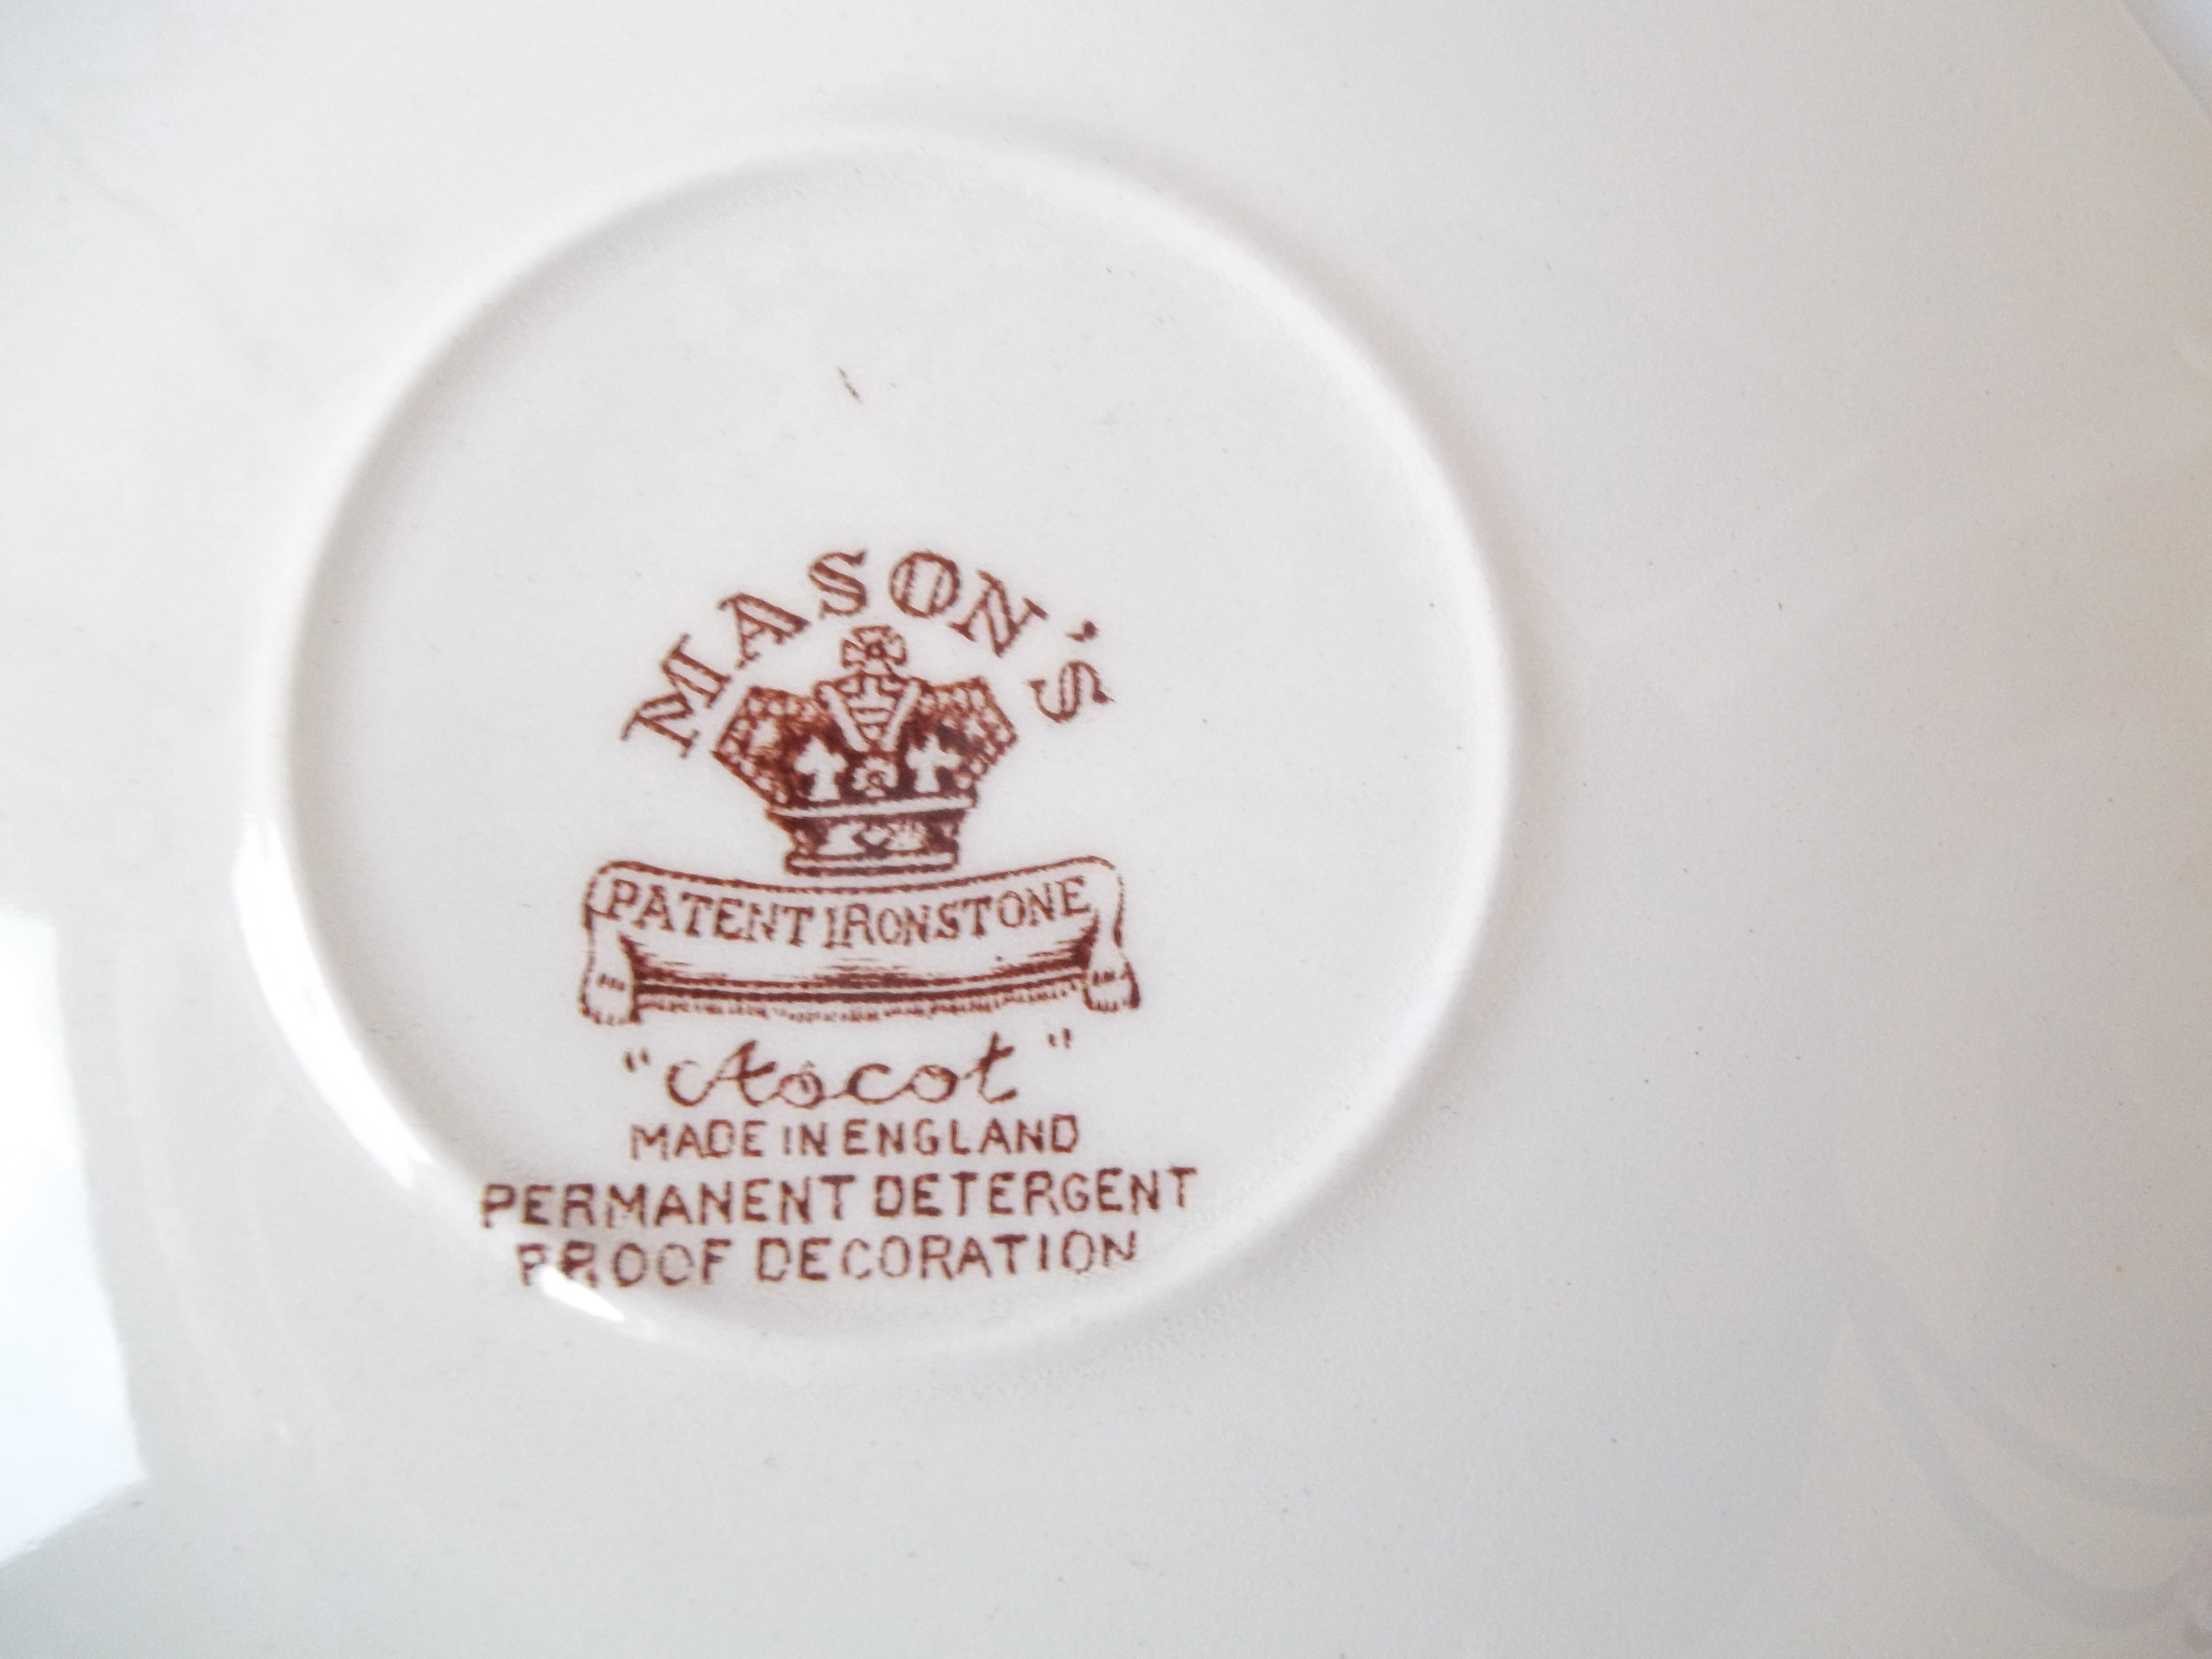 MASON'S
PATENT IRONSTONE
"Ascot"
MADE IN ENGLAND
PERMANENT DETERGENT
PROOF DECORATION